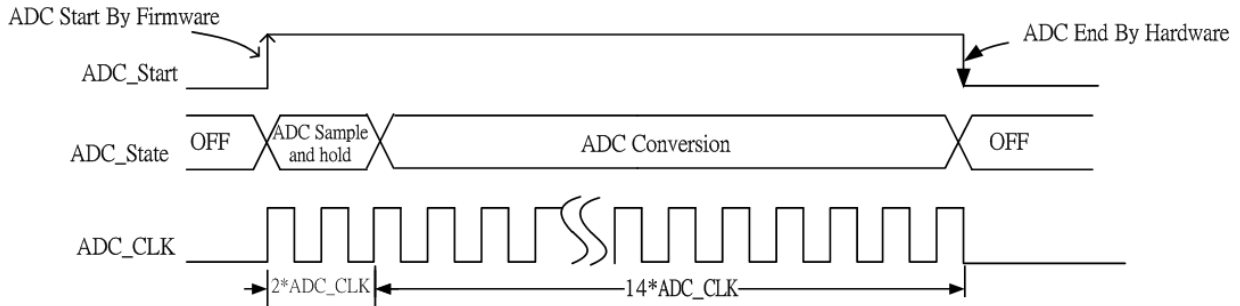 ADC Start By Firmware
ADC End By Hardware
ADC_Start
ADC_State
OFF
ADC Sample
and hold
ADC Conversion
OFF
ADC_CLK
2*ADC_CLK
14*ADC_CLK